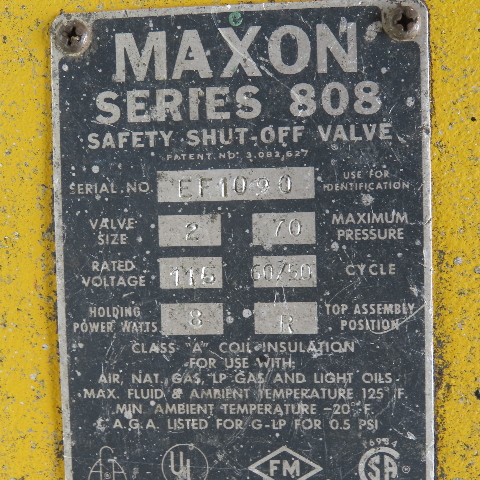 MAXON
SERIES 808
SAFETY SHUT-OFF VALVE
PATENT NO. 3,083,627
SERIAL NO. EF1090 USE FOR IDENTIFICATION
VALVE SIZE 2 70 MAXIMUM PRESSURE
RATED VOLTAGE 115 60/50 CYCLE
HOLDING POWER WATTS 8 R TOP ASSEMBLY POSITION
CLASS "A" COIL INSULATION
FOR USE WITH:
AIR, NAT. GAS, LP GAS AND LIGHT OILS
MAX. FLUID & AMBIENT TEMPERATURE 125° F.
MIN. AMBIENT TEMPERATURE -20° F.
C.A.G.A. LISTED FOR G-LP FOR 0.5 PSI
UL FM SA